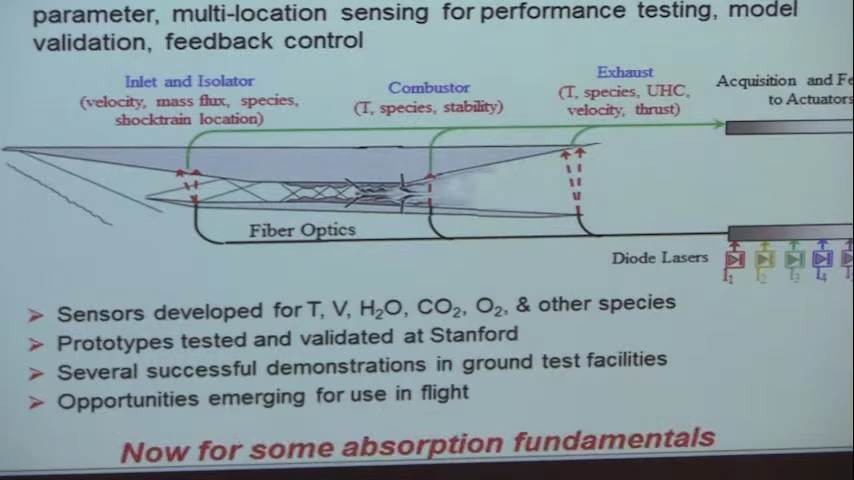 parameter, multi-location sensing for performance testing, model
validation, feedback control
Inlet and Isolator
(velocity, mass flux, species,
shocktrain location)
Combustor
(T, species, stability)
Exhaust
(T, species, UHC,
velocity, thrust)
Acquisition and
to Actuators
Fiber Optics
Diode Lasers
➢ Sensors developed for T, V, H₂O, CO₂, O₂, & other species
➢ Prototypes tested and validated at Stanford
➢ Several successful demonstrations in ground test facilities
➢ Opportunities emerging for use in flight
Now for some absorption fundamentals